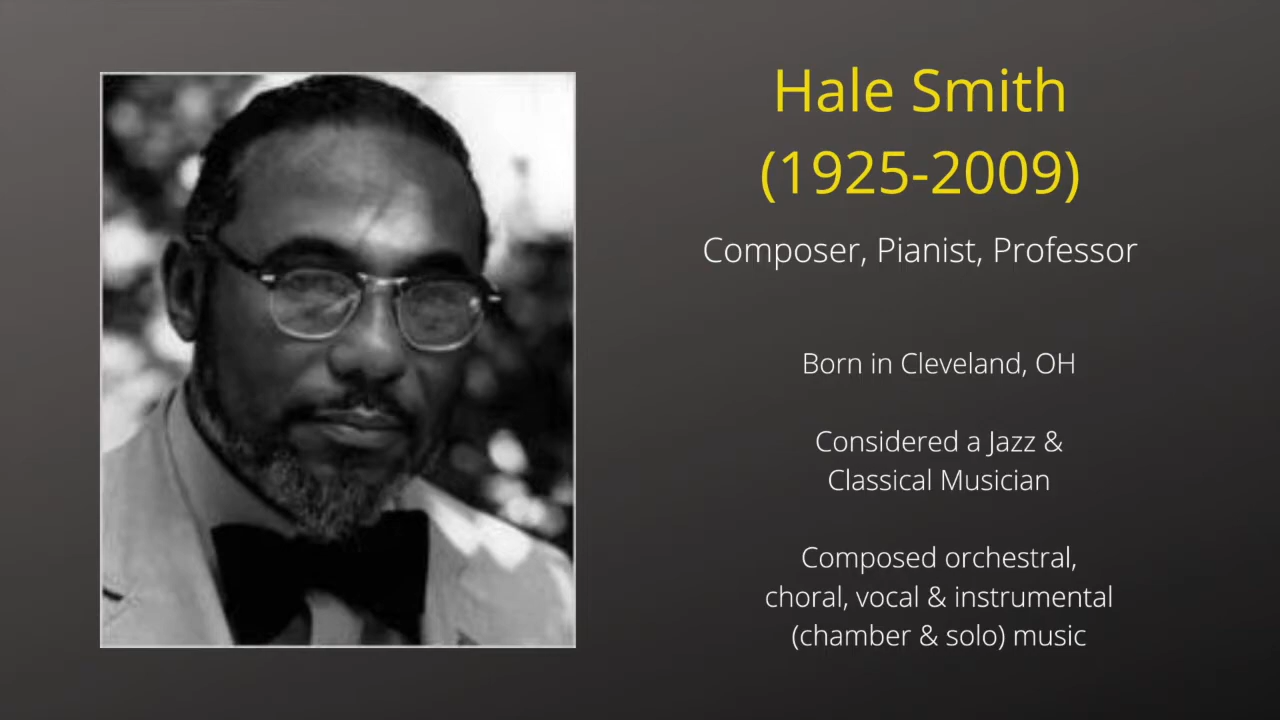 Hale Smith
(1925-2009)
Composer, Pianist, Professor
Born in Cleveland, OH
Considered a Jazz &
Classical Musician
Composed orchestral,
choral, vocal & instrumental
(chamber & solo) music